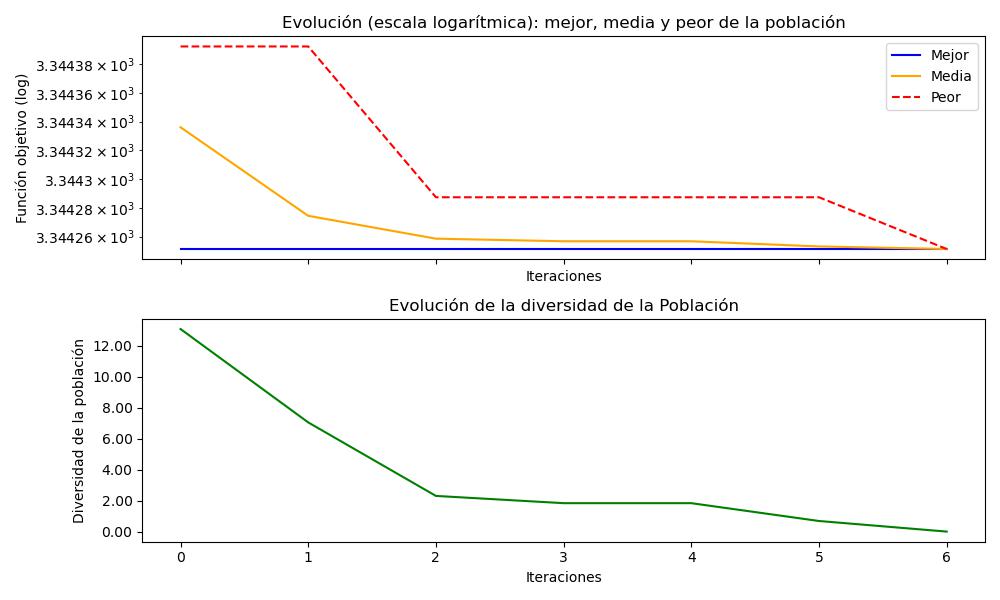 Evolución (escala logarítmica): mejor, media y peor de la población
Función objetivo (log)
3.34438 × 10³
3.34436 × 10³
3.34434 × 10³
3.34432 × 10³
3.3443 × 10³
3.34428 × 10³
3.34426 × 10³
Mejor
Media
Peor
Iteraciones
Evolución de la diversidad de la Población
Diversidad de la población
12.00
10.00
8.00
6.00
4.00
2.00
0.00
0 1 2 3 4 5 6
Iteraciones